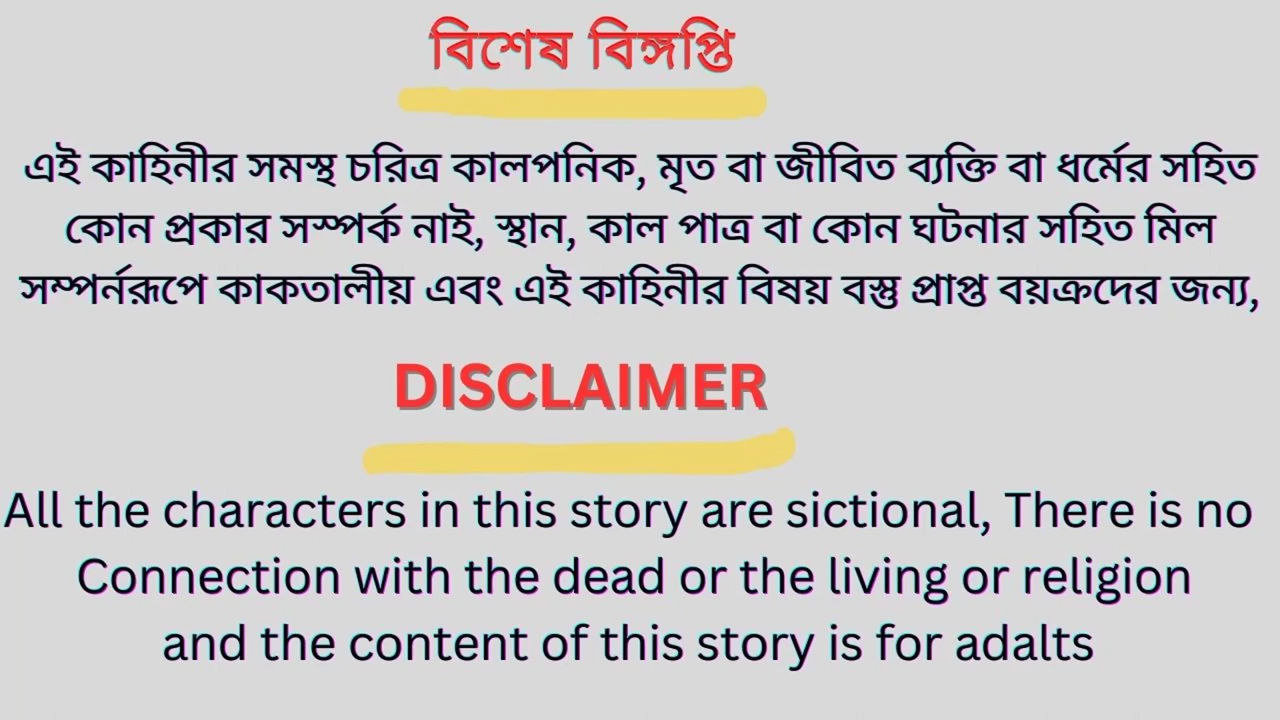 বিশেষ বিঙ্গপ্তি
এই কাহিনীর সমস্থ চরিত্র কালপনিক, মৃত বা জীবিত ব্যক্তি বা ধর্মের সহিত
কোন প্রকার সস্পর্ক নাই, স্থান, কাল পাত্র বা কোন ঘটনার সহিত মিল
সম্পর্নরূপে কাকতালীয় এবং এই কাহিনীর বিষয় বস্তু প্রাপ্ত বয়ক্রদের জন্য,
DISCLAIMER
All the characters in this story are sictional, There is no
Connection with the dead or the living or religion
and the content of this story is for adalts